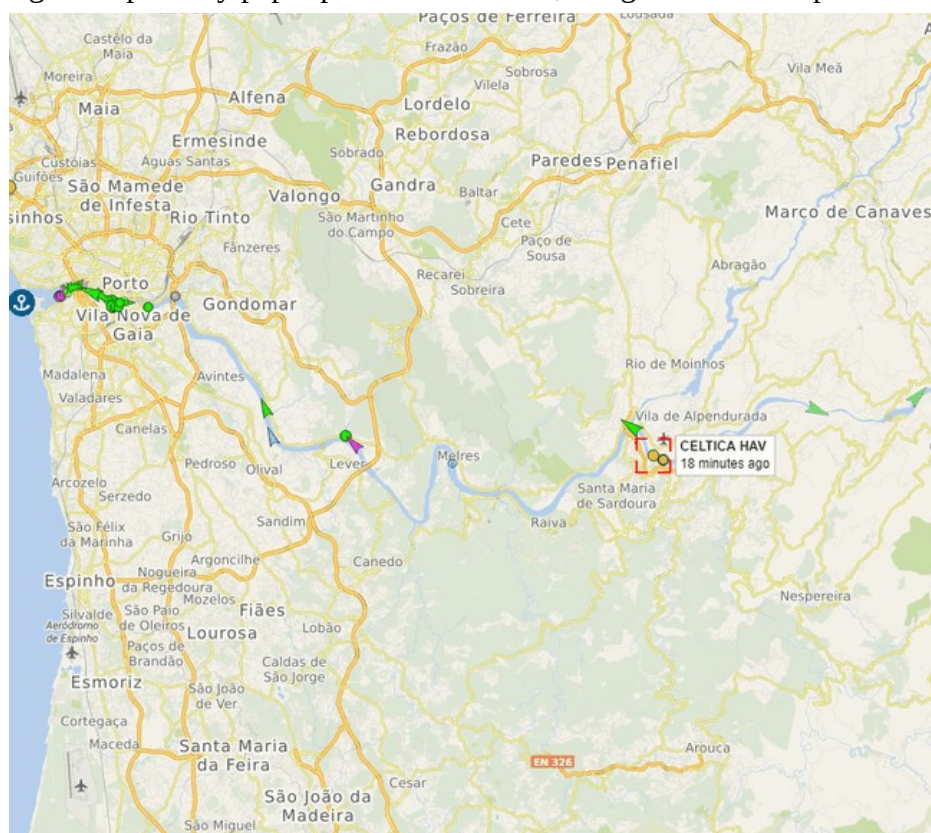 Paços de Ferreira
Lousada
Castêlo da
Maia
Frazão
Moreira
Sobrosa
Vilela
Vila Meã
Alfena
Lordelo
Maia
Ermesinde
Rebordosa
Custóias
Aguas Santas
Sobrado
Paredes
Penafiel
Guifões
São Mamede
de Infesta
Gandra
Baltar
Valongo
sinhos
Rio Tinto
São Martinho
do Campo
Cete
Marco de Canaves
Fânzeres
Paço de
Sousa
Abragão
Recarei
Sobreira
Porto
Gondomar
Vila Nova de
Gaia
Rio de Moinhos
Madalena
Avintes
Valadares
Vila de Alpendurada
Canelas
CELTICA HAV
18 minutes ago
Pedroso
Olival
Lever
Melres
Arcozelo
Serzedo
Santa Maria
de Sardoura
Sandim
Raiva
São Félix
da Marinha
Grijó
Argoncilhe
Canedo
Espinho
Nogueira
da Regedoura
Mozelos
Nespereira
Silvalde
São Paio
de Oleiros
Fiães
Aeródromo
de Espinho
Lourosa
Lobão
Paços de
Brandão
Caldas de
São Jorge
Esmoriz
São João
de Ver
Cortegaça
Maceda
Santa Maria
da Feira
Arouca
EN 326
Cesar
São João da
Madeira
São Miguel